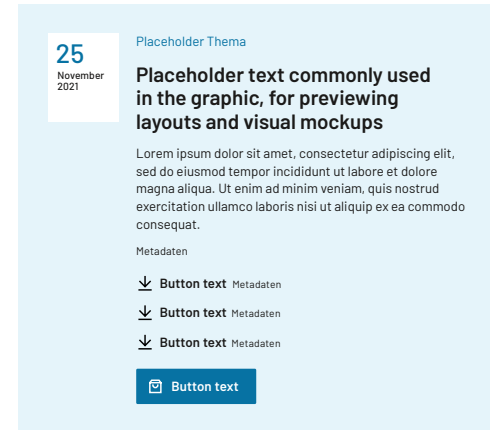 25
November
2021
Placeholder Thema
Placeholder text commonly used
in the graphic, for previewing
layouts and visual mockups
Lorem ipsum dolor sit amet, consectetur adipiscing elit,
sed do eiusmod tempor incididunt ut labore et dolore
magna aliqua. Ut enim ad minim veniam, quis nostrud
exercitation ullamco laboris nisi ut aliquip ex ea commodo
consequat.
Metadaten
Button text Metadaten
Button text Metadaten
Button text Metadaten
Button text